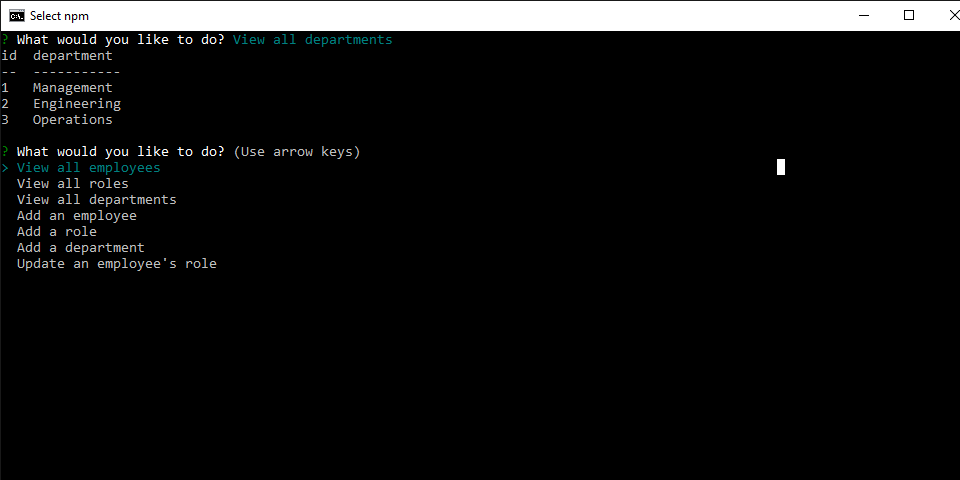 Select npm
? What would you like to do? View all departments
id  department
--  -----------
1   Management
2   Engineering
3   Operations
? What would you like to do? (Use arrow keys)
> View all employees
  View all roles
  View all departments
  Add an employee
  Add a role
  Add a department
  Update an employee's role